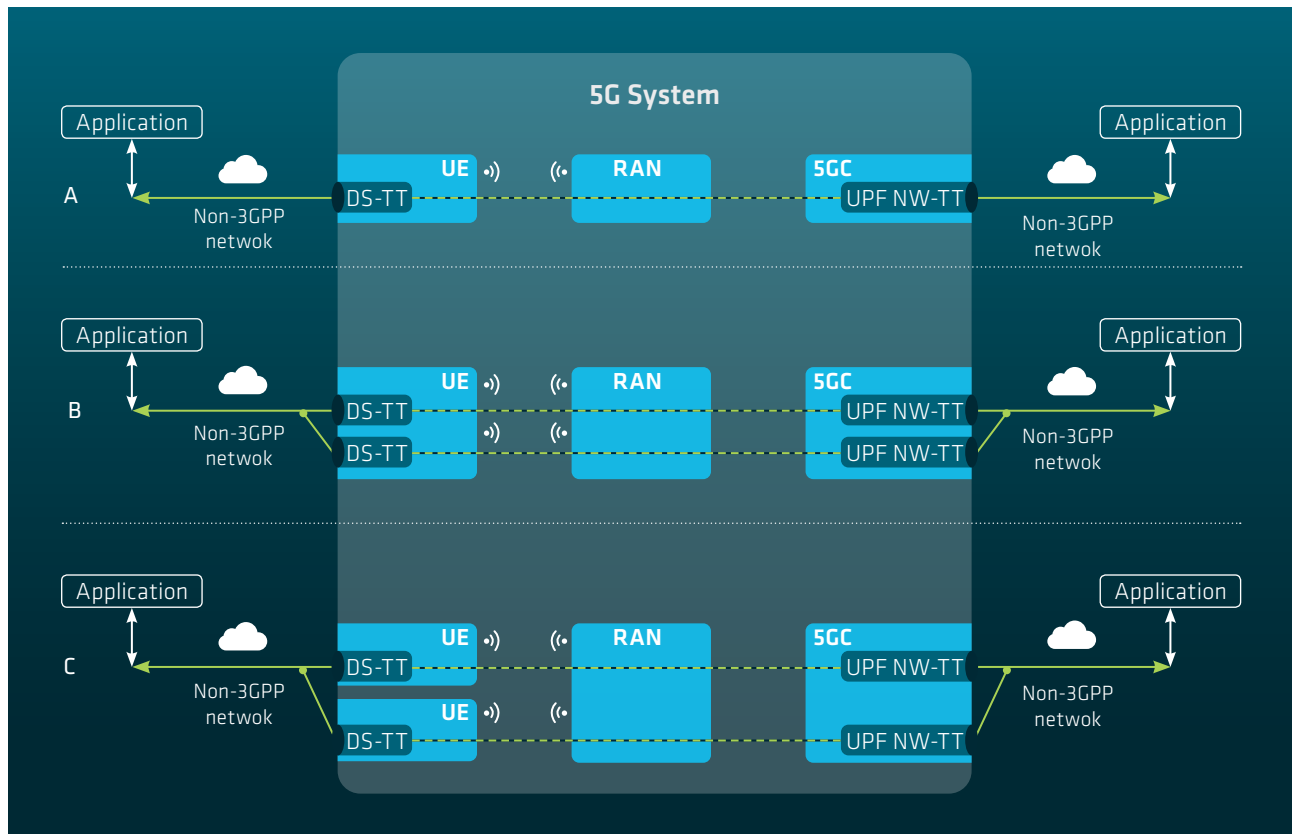 5G System
Application
Application
UE
RAN
5GC
A
DS-TT
UPF NW-TT
Non-3GPP
netwok
Non-3GPP
netwok
Application
Application
UE
RAN
5GC
B
DS-TT
UPF NW-TT
Non-3GPP
netwok
DS-TT
UPF NW-TT
Non-3GPP
netwok
Application
Application
UE
RAN
5GC
C
DS-TT
UPF NW-TT
Non-3GPP
netwok
Non-3GPP
netwok
UE
DS-TT
UPF NW-TT